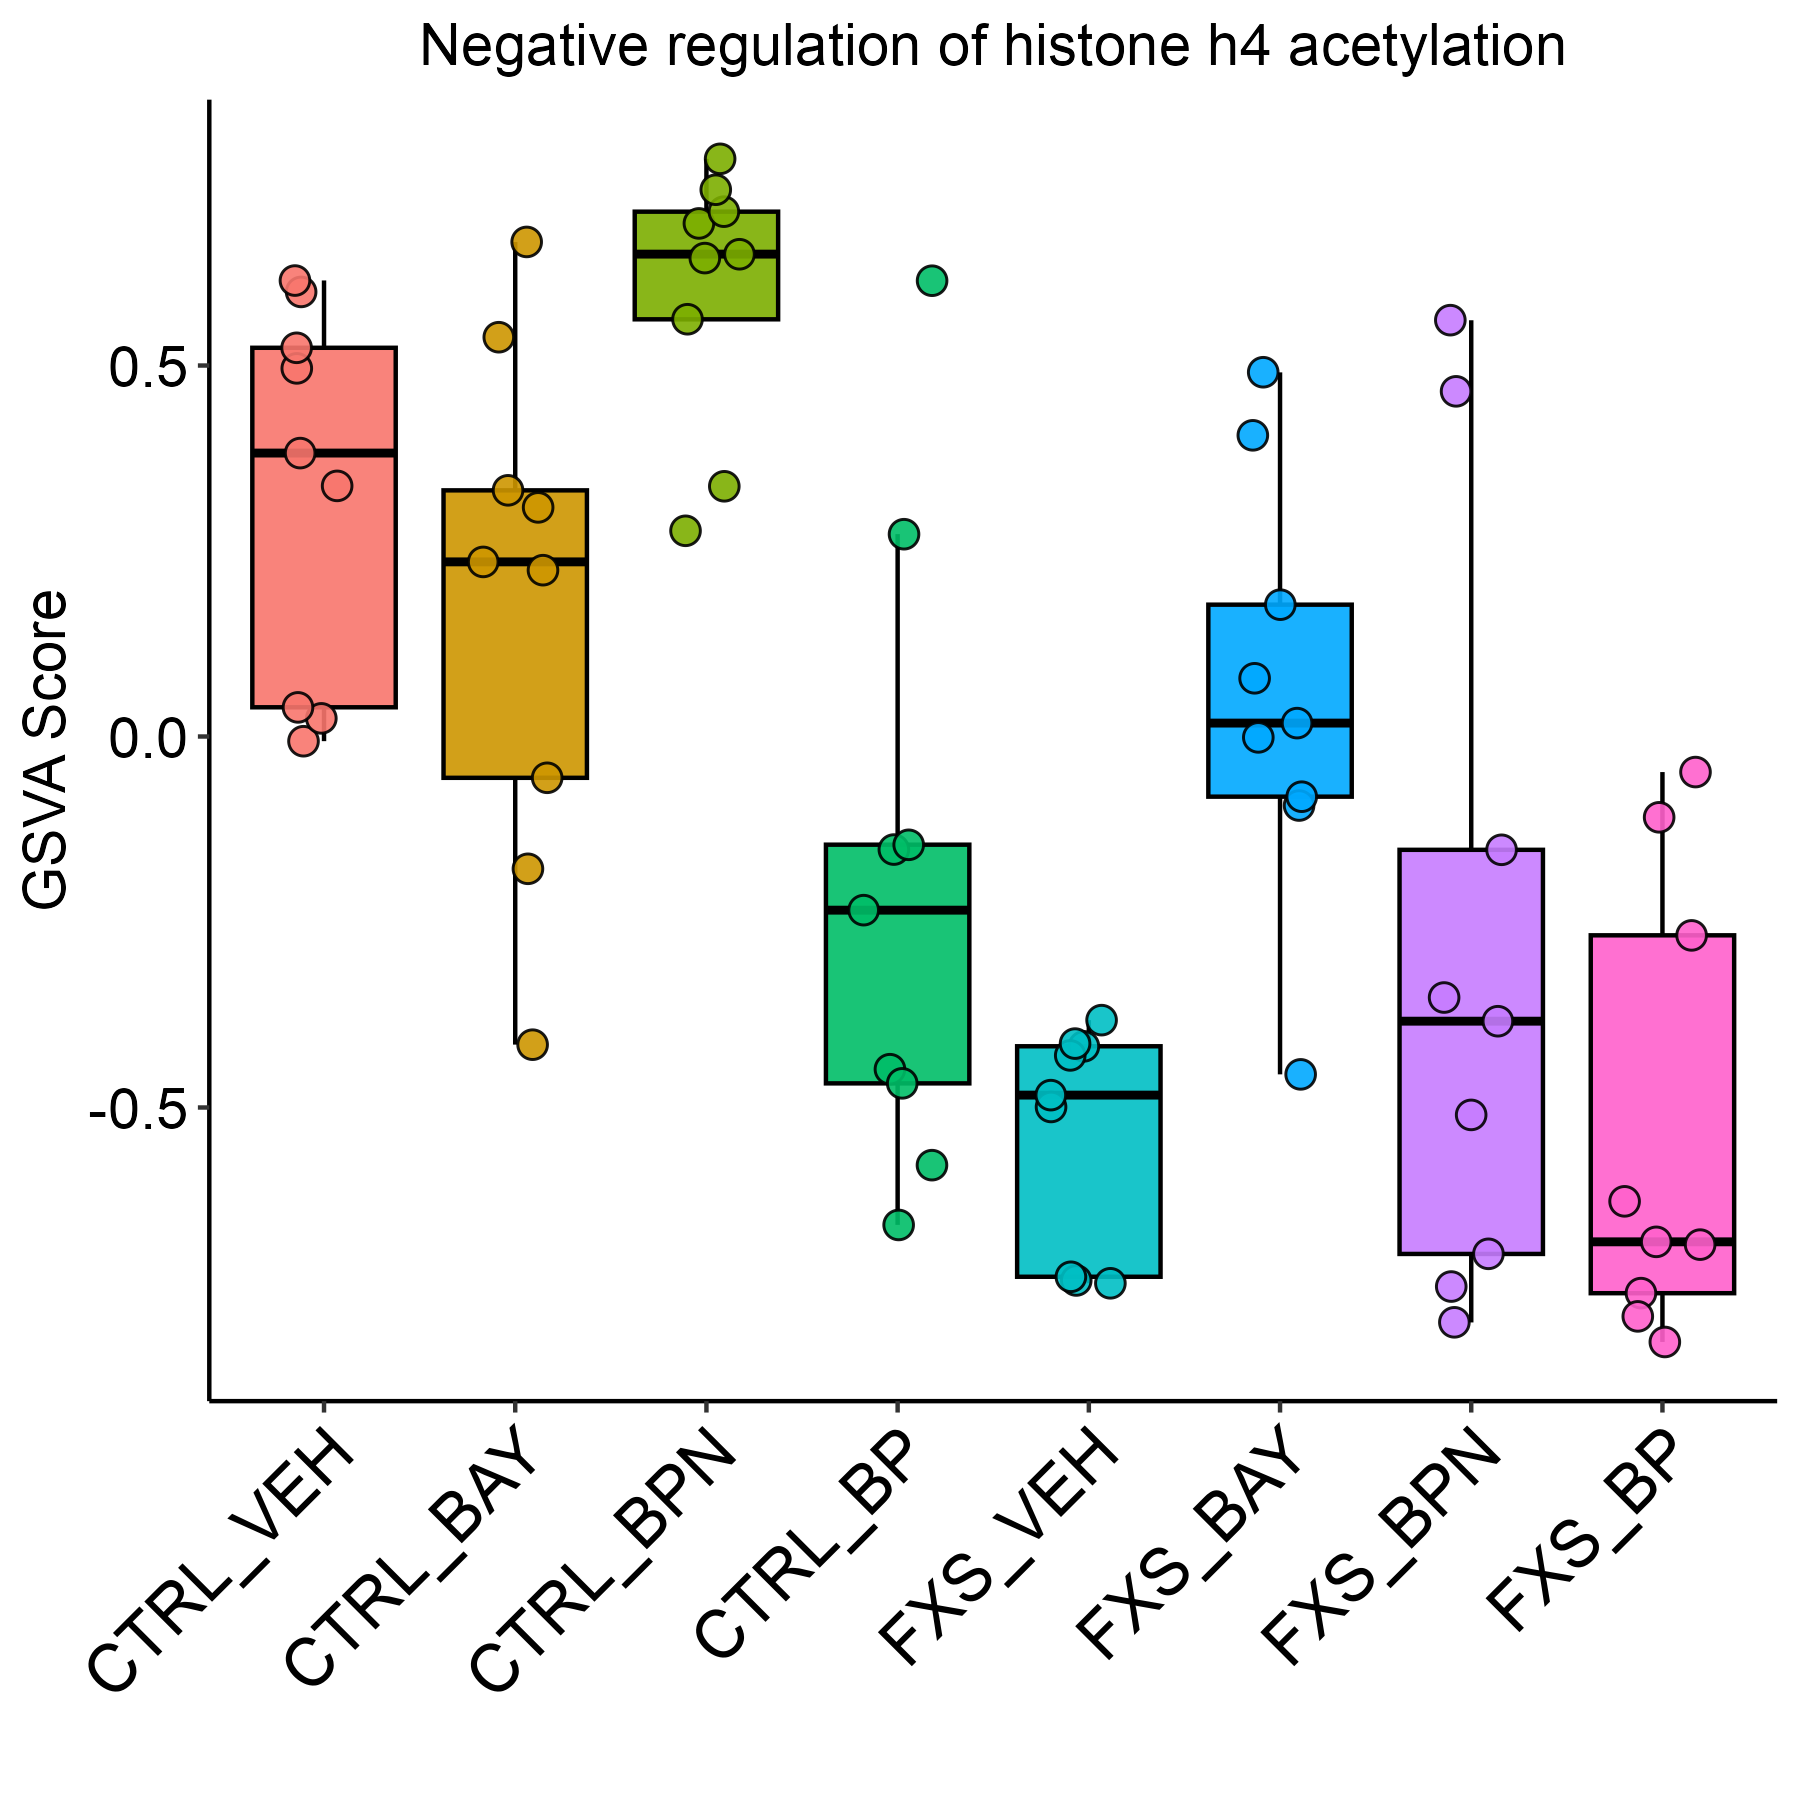 Negative regulation of histone h4 acetylation
GSVA Score
0.5
0.0
-0.5
CTRL_VEH
CTRL_BAY
CTRL_BPN
CTRL_BP
FXS_VEH
FXS_BAY
FXS_BPN
FXS_BP